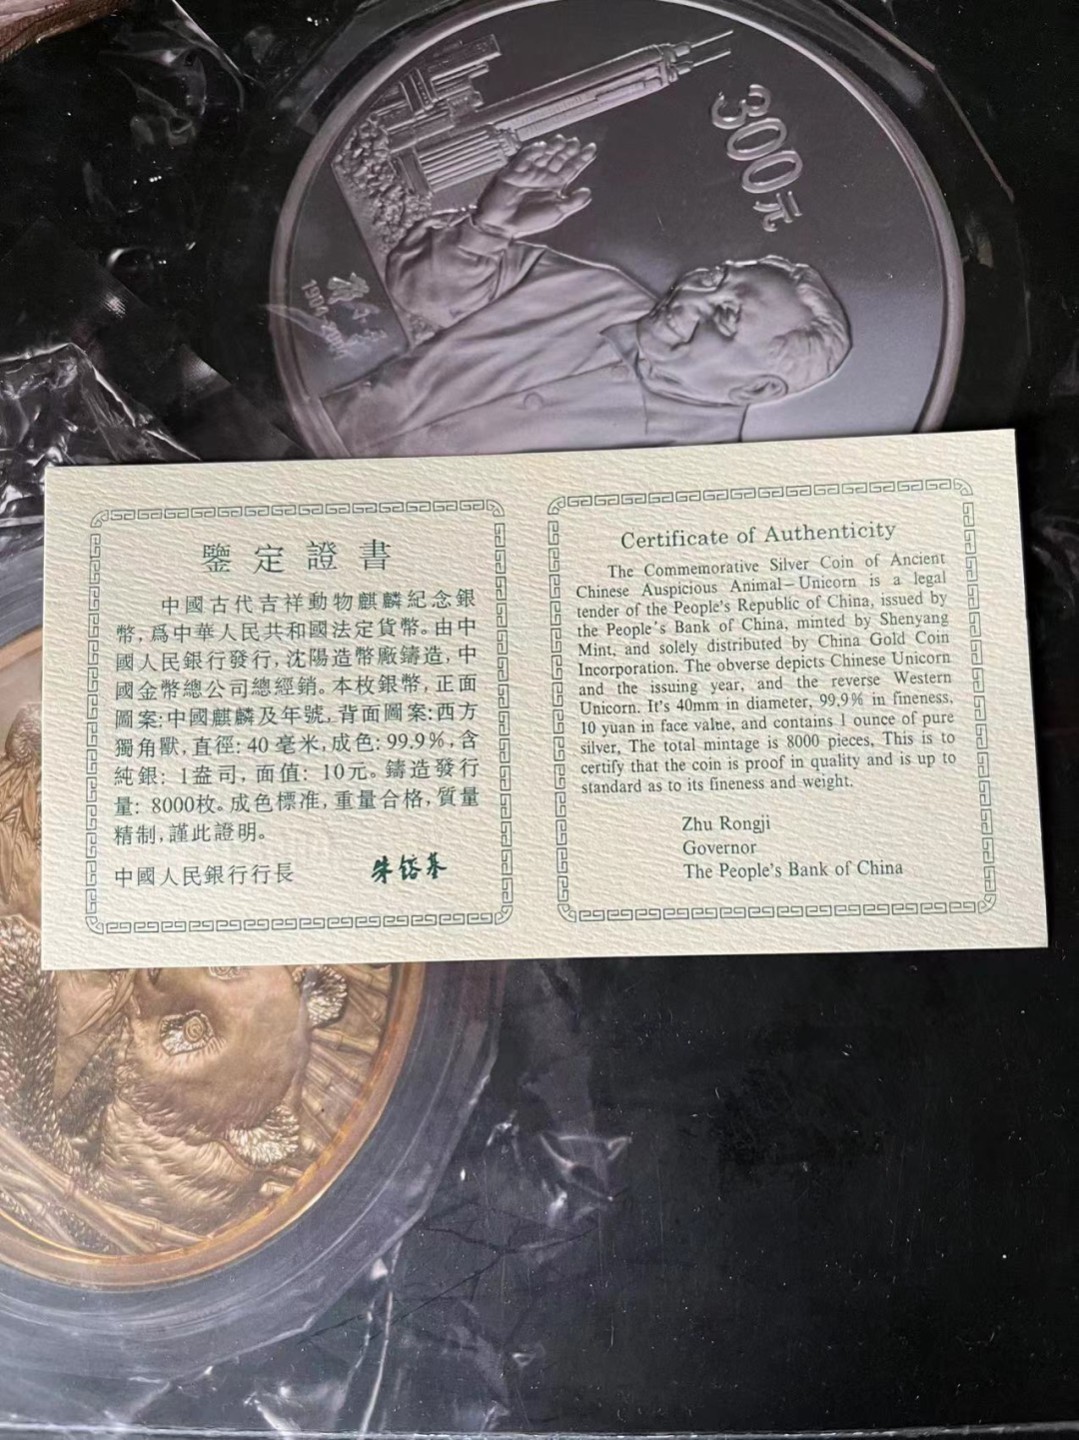 300元
鑒定證書
中國古代吉祥動物麒麟紀念銀
幣,爲中華人民共和國法定貨幣。由中
國人民銀行發行,沈陽造幣廠鑄造,中
國金幣總公司總經銷。本枚銀幣,正面
圖案:中國麒麟及年號,背面圖案:西方
獨角獸,直徑:40毫米,成色:99.9%,含
純銀:1盎司,面值:10元。鑄造發行
量:8000枚。成色標准,重量合格,質量
精制,謹此證明。
中國人民銀行行長 朱鎔基
Certificate of Authenticity
The Commemorative Silver Coin of Ancient
Chinese Auspicious Animal–Unicorn is a legal
tender of the People's Republic of China, issued by
the People's Bank of China, minted by Shenyang
Mint, and solely distributed by China Gold Coin
Incorporation. The obverse depicts Chinese Unicorn
and the issuing year, and the reverse Western
Unicorn. It's 40mm in diameter, 99.9% in fineness,
10 yuan in face value, and contains 1 ounce of pure
silver, The total mintage is 8000 pieces, This is to
certify that the coin is proof in quality and is up to
standard as to its fineness and weight.
Zhu Rongji
Governor
The People's Bank of China